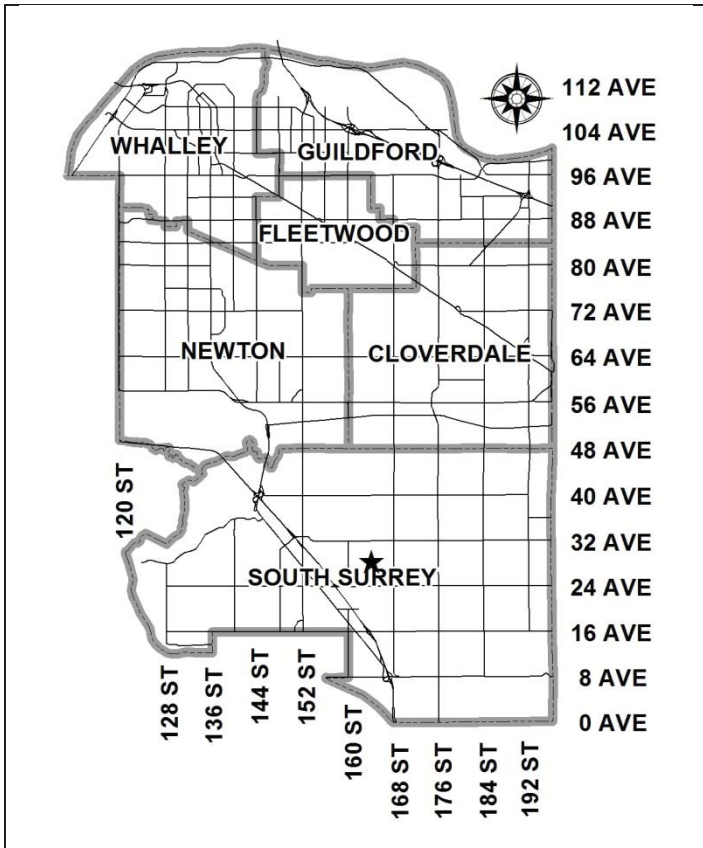 112 AVE
104 AVE
WHALLEY
GUILDFORD
96 AVE
88 AVE
FLEETWOOD
80 AVE
72 AVE
NEWTON
CLOVERDALE
64 AVE
56 AVE
48 AVE
120 ST
40 AVE
32 AVE
SOUTH SURREY
24 AVE
16 AVE
128 ST
136 ST
144 ST
152 ST
8 AVE
160 ST
0 AVE
168 ST
176 ST
184 ST
192 ST